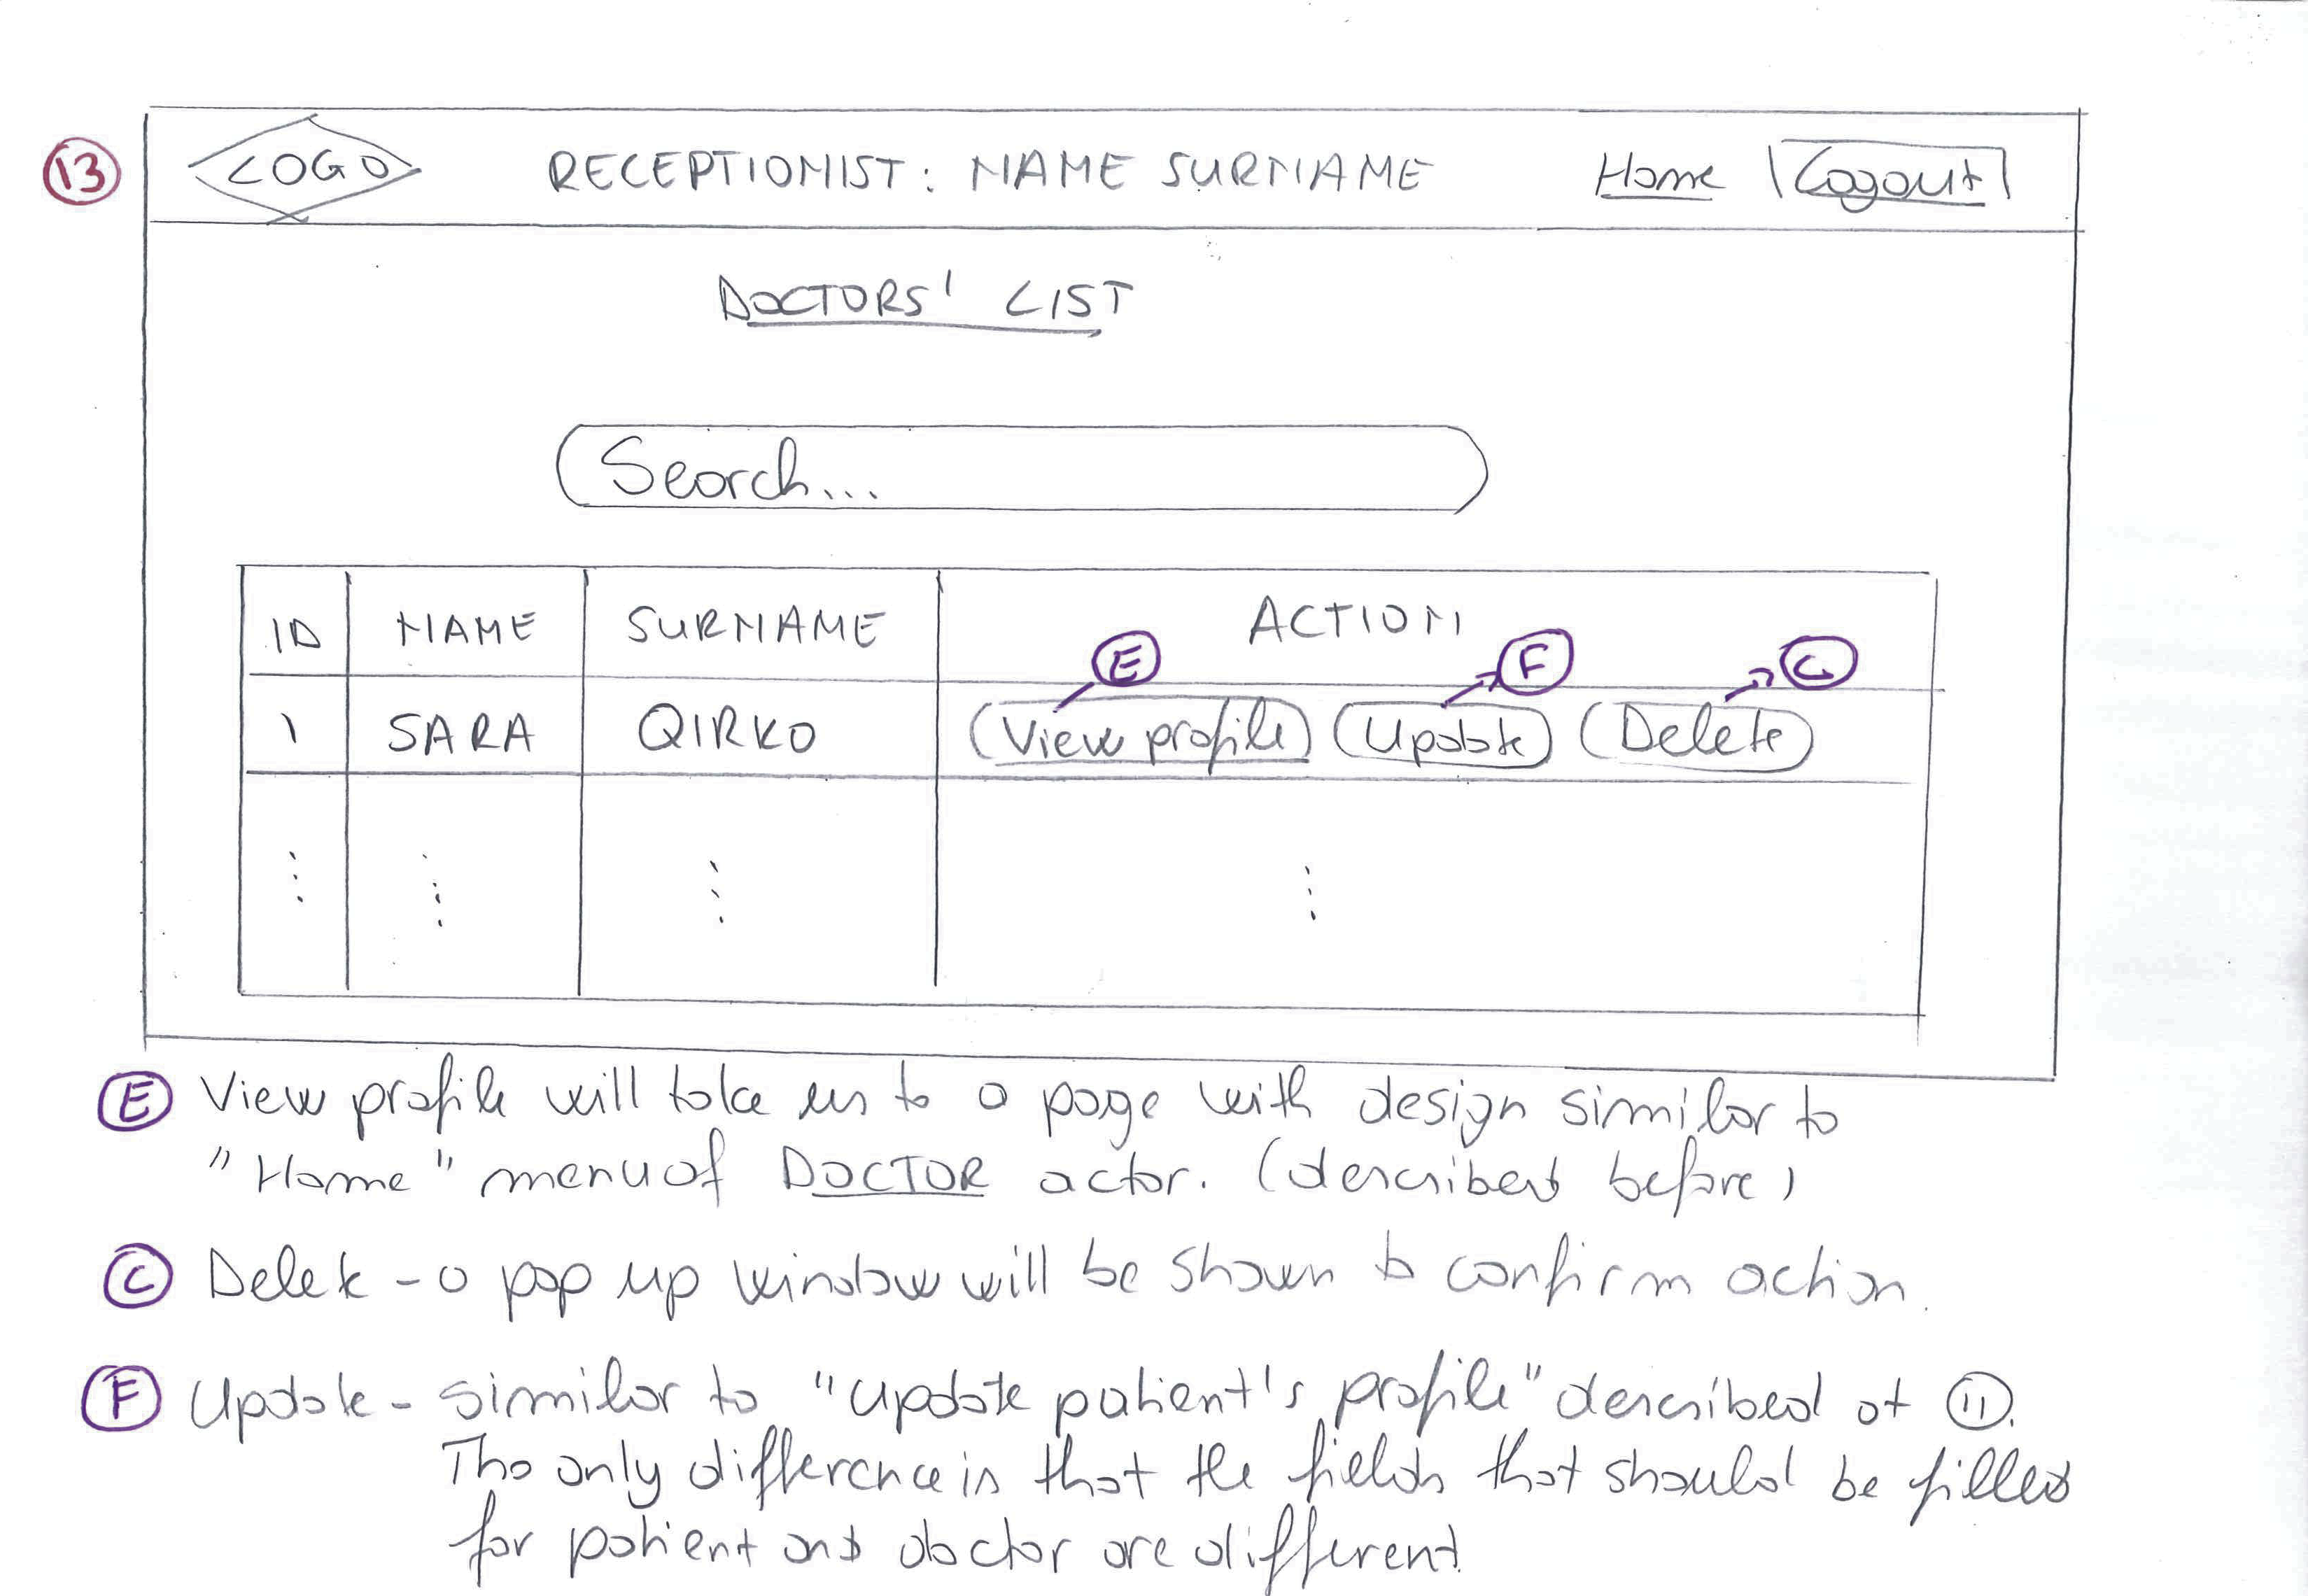 13
LOGO RECEPTIONIST: NAME SURNAME Home Logout
DOCTORS' LIST
Search...
ID NAME SURNAME ACTION
E F C
1 SARA QIRKO View profile Update Delete
E View profile will take us to a page with design similar to
"Home" menu of DOCTOR actor. (described before)
C Delete - a pop up window will be shown to confirm action.
F Update - similar to "update patient's profile" described at 11.
The only difference is that the fields that should be filled
for patient and doctor are different.